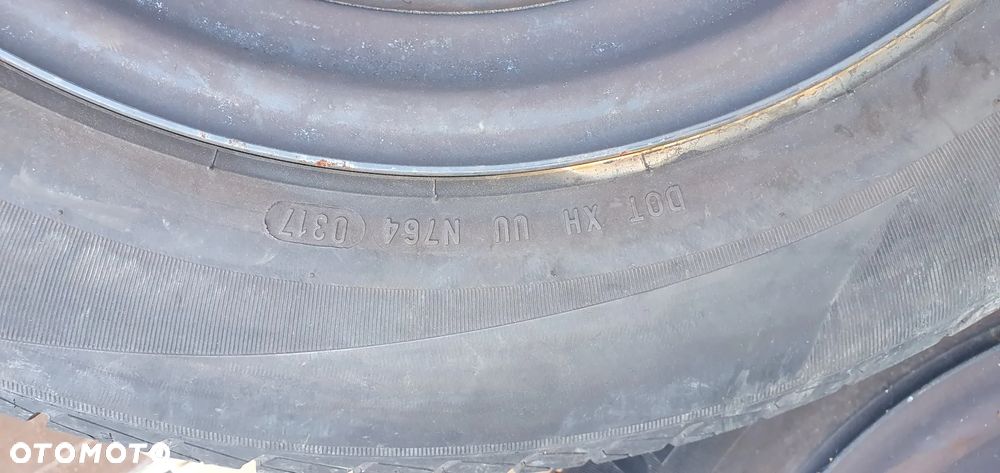 DOT XH UU N764 0317
OTOMOTO